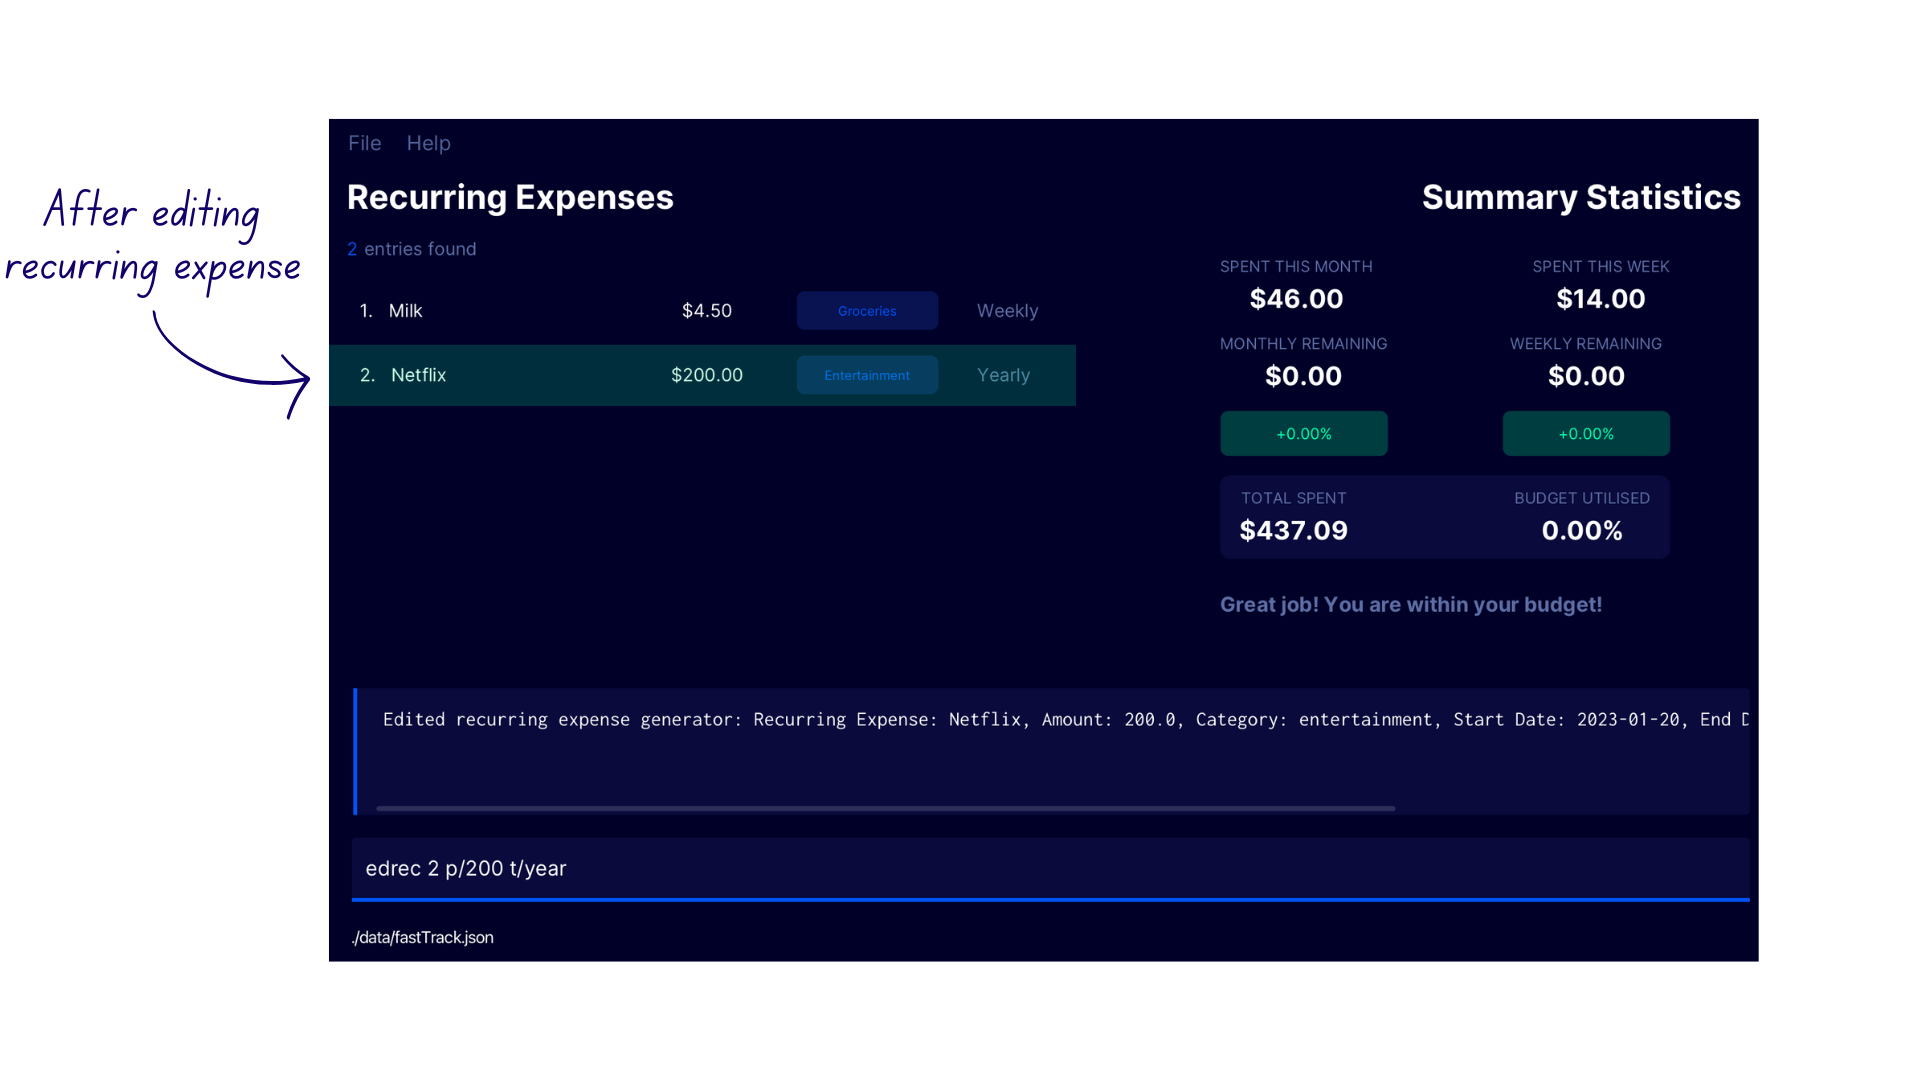 After editing
recurring expense
File Help
Recurring Expenses
2 entries found
1. Milk $4.50 Groceries Weekly
2. Netflix $200.00 Entertainment Yearly
Summary Statistics
SPENT THIS MONTH SPENT THIS WEEK
$46.00 $14.00
MONTHLY REMAINING WEEKLY REMAINING
$0.00 $0.00
+0.00% +0.00%
TOTAL SPENT BUDGET UTILISED
$437.09 0.00%
Great job! You are within your budget!
Edited recurring expense generator: Recurring Expense: Netflix, Amount: 200.0, Category: entertainment, Start Date: 2023-01-20, End D
edrec 2 p/200 t/year
./data/fastTrack.json